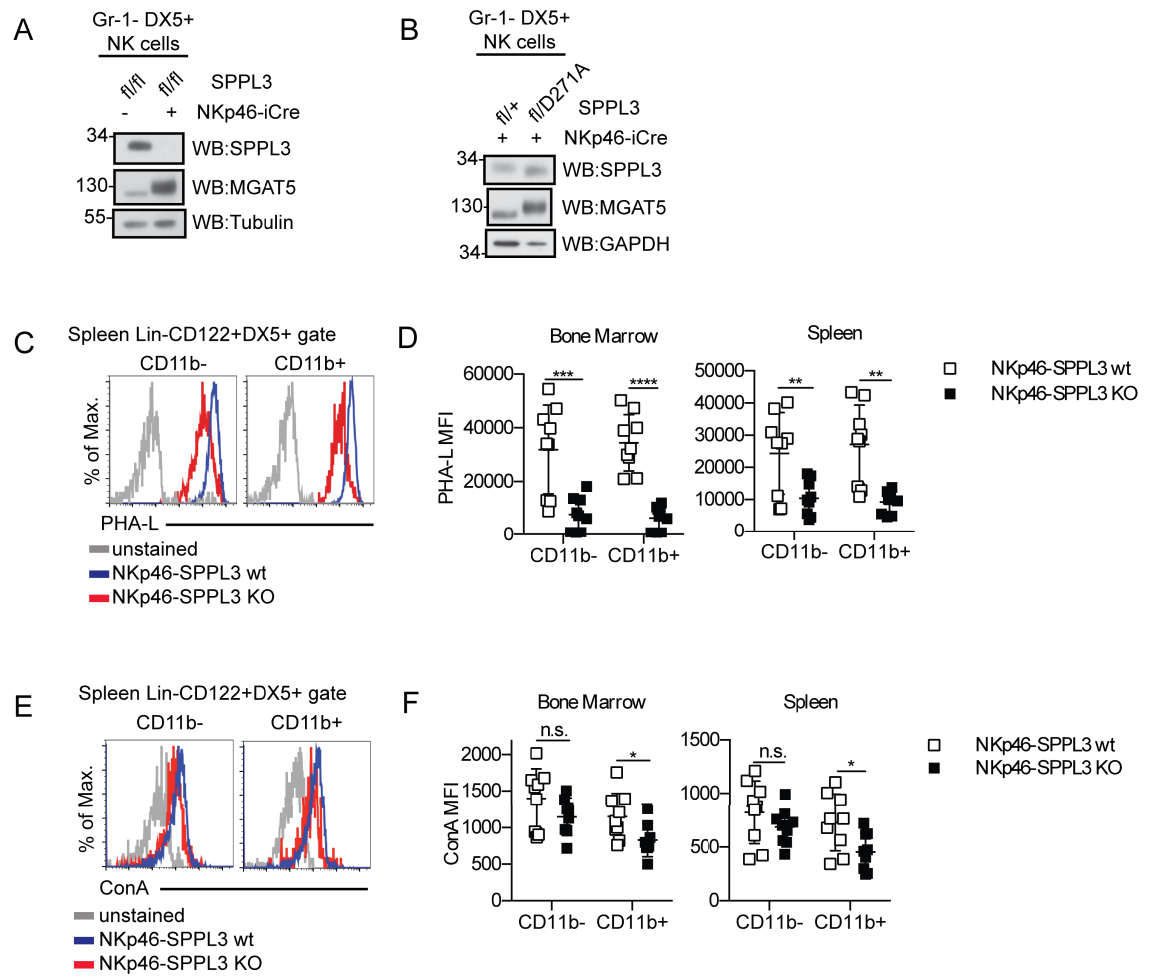 A
Gr-1- DX5+
NK cells
fl/fl fl/fl SPPL3
- + NKp46-iCre
34 WB:SPPL3
130 WB:MGAT5
55 WB:Tubulin
B
Gr-1- DX5+
NK cells
fl/+ fl/D271A SPPL3
+ + NKp46-iCre
34 WB:SPPL3
130 WB:MGAT5
34 WB:GAPDH
C
Spleen Lin-CD122+DX5+ gate
CD11b- CD11b+
% of Max.
PHA-L
unstained
NKp46-SPPL3 wt
NKp46-SPPL3 KO
D
Bone Marrow
PHA-L MFI
60000
40000
20000
0
*** ****
CD11b- CD11b+
Spleen
50000
40000
30000
20000
10000
0
** **
CD11b- CD11b+
NKp46-SPPL3 wt
NKp46-SPPL3 KO
E
Spleen Lin-CD122+DX5+ gate
CD11b- CD11b+
% of Max.
ConA
unstained
NKp46-SPPL3 wt
NKp46-SPPL3 KO
F
Bone Marrow
ConA MFI
2000
1500
1000
500
0
n.s. *
CD11b- CD11b+
Spleen
1500
1000
500
0
n.s. *
CD11b- CD11b+
NKp46-SPPL3 wt
NKp46-SPPL3 KO